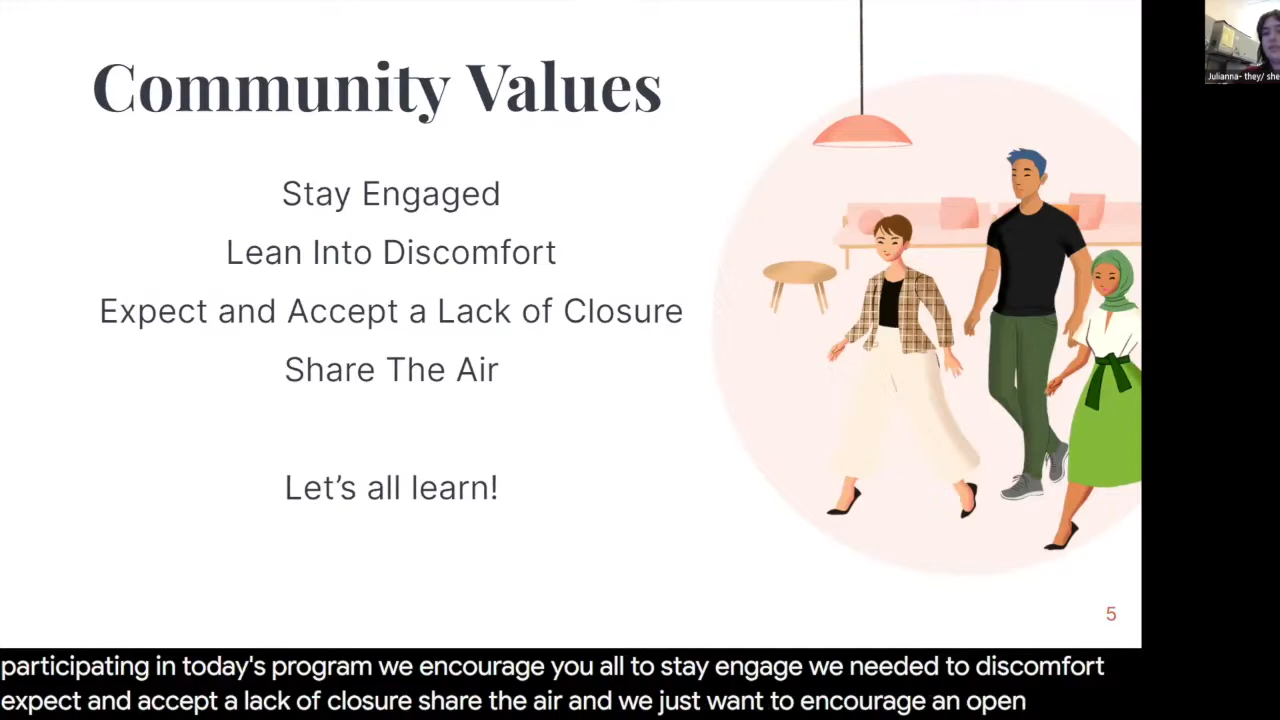 Community Values
Stay Engaged
Lean Into Discomfort
Expect and Accept a Lack of Closure
Share The Air
Let's all learn!
5
Julianna- they/ she
participating in today's program we encourage you all to stay engage we needed to discomfort
expect and accept a lack of closure share the air and we just want to encourage an open